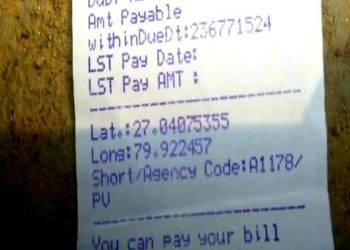 Amt Payable
withinDueDt:236771524
LST Pay Date:
LST Pay AMT :
Lat.:27.04075355
Long:79.922457
Short/Agency Code:A1178/
PV
You can pay your bill